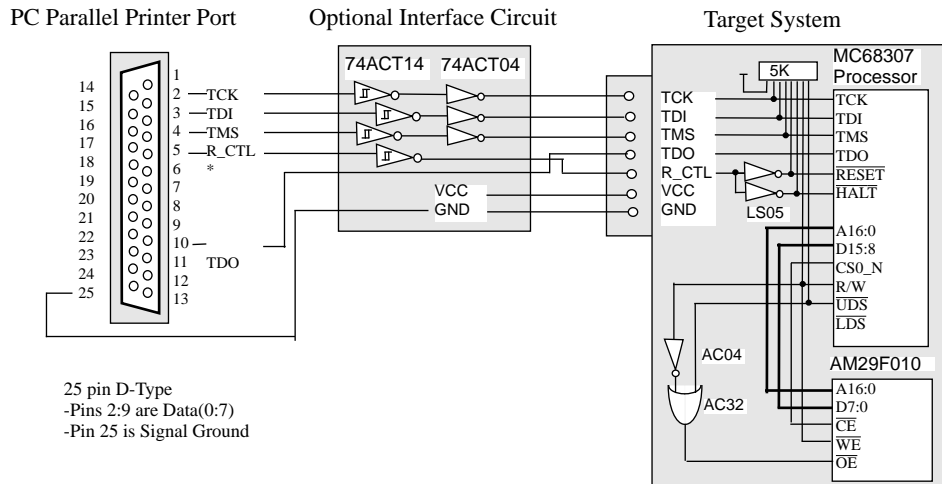 PC Parallel Printer Port
Optional Interface Circuit
Target System
14
15
16
17
18
19
20
21
22
23
24
25
1
2
3
4
5
6
7
8
9
10
11
12
13
TCK
TDI
TMS
R_CTL
*
TDO
74ACT14
74ACT04
VCC
GND
TCK
TDI
TMS
TDO
R_CTL
VCC
GND
5K
LS05
MC68307
Processor
TCK
TDI
TMS
TDO
RESET
HALT
A16:0
D15:8
CS0_N
R/W
UDS
LDS
AC04
AC32
AM29F010
A16:0
D7:0
CE
WE
OE
25 pin D-Type
-Pins 2:9 are Data(0:7)
-Pin 25 is Signal Ground